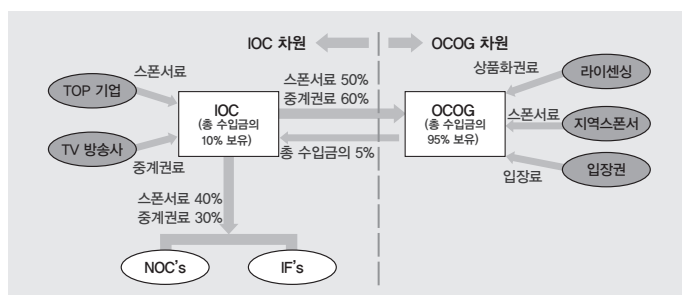 IOC 차원
OCOG 차원
스폰서료
TOP 기업
TV 방송사
중계권료
IOC
(총 수입금의
10% 보유)
스폰서료 50%
중계권료 60%
총 수입금의 5%
OCOG
(총 수입금의
95% 보유)
상품화권료
라이센싱
스폰서료
지역스폰서
입장료
입장권
스폰서료 40%
중계권료 30%
NOC's
IF's